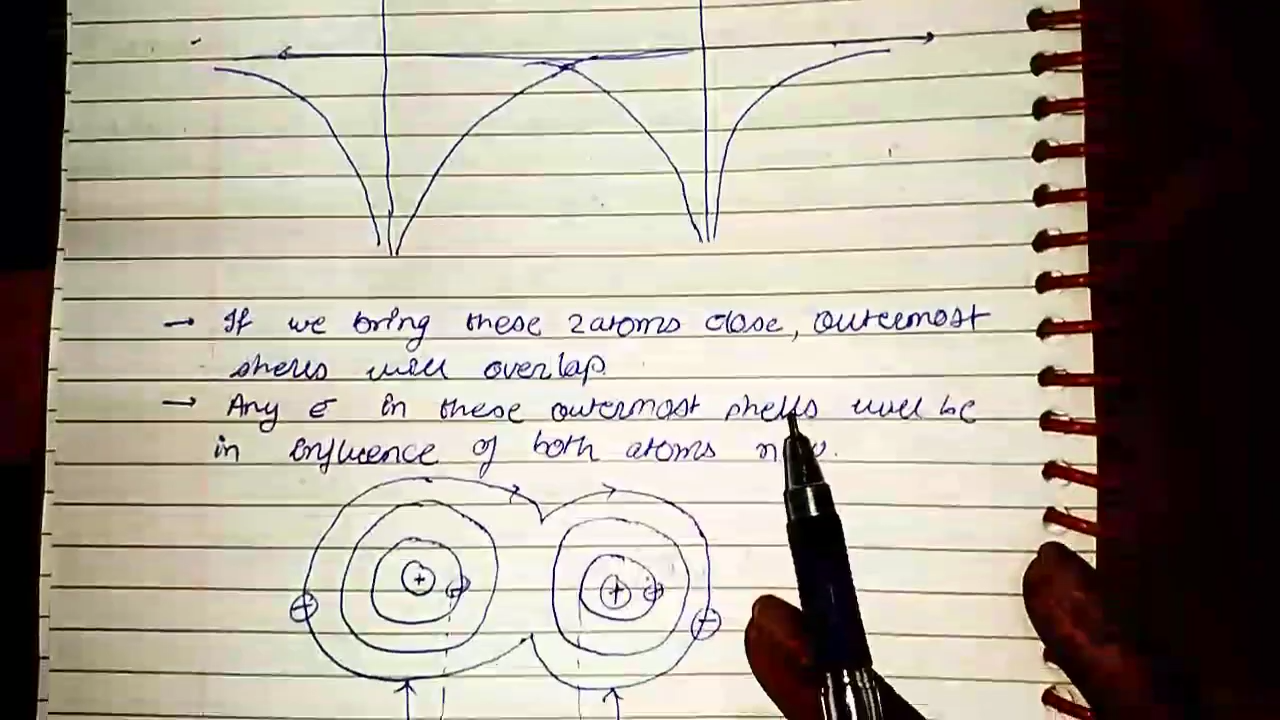 → If we bring these 2 atoms close, outermost
shells will overlap.
→ Any e⁻ in these outermost shells will be
in influence of both atoms now.
+ +
- -